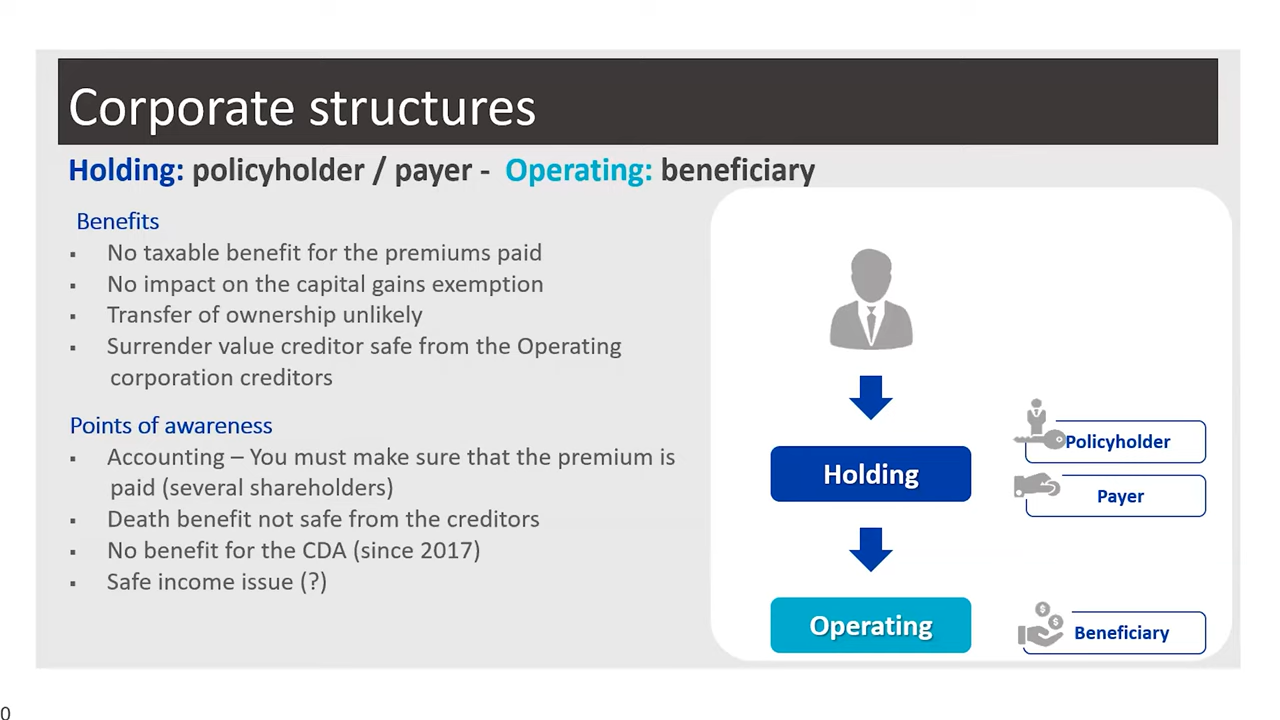 Corporate structures
Holding: policyholder / payer - Operating: beneficiary
Benefits
▪ No taxable benefit for the premiums paid
▪ No impact on the capital gains exemption
▪ Transfer of ownership unlikely
▪ Surrender value creditor safe from the Operating
corporation creditors
Points of awareness
▪ Accounting – You must make sure that the premium is
paid (several shareholders)
▪ Death benefit not safe from the creditors
▪ No benefit for the CDA (since 2017)
▪ Safe income issue (?)
Holding
Policyholder
Payer
Operating
$ $
Beneficiary
0